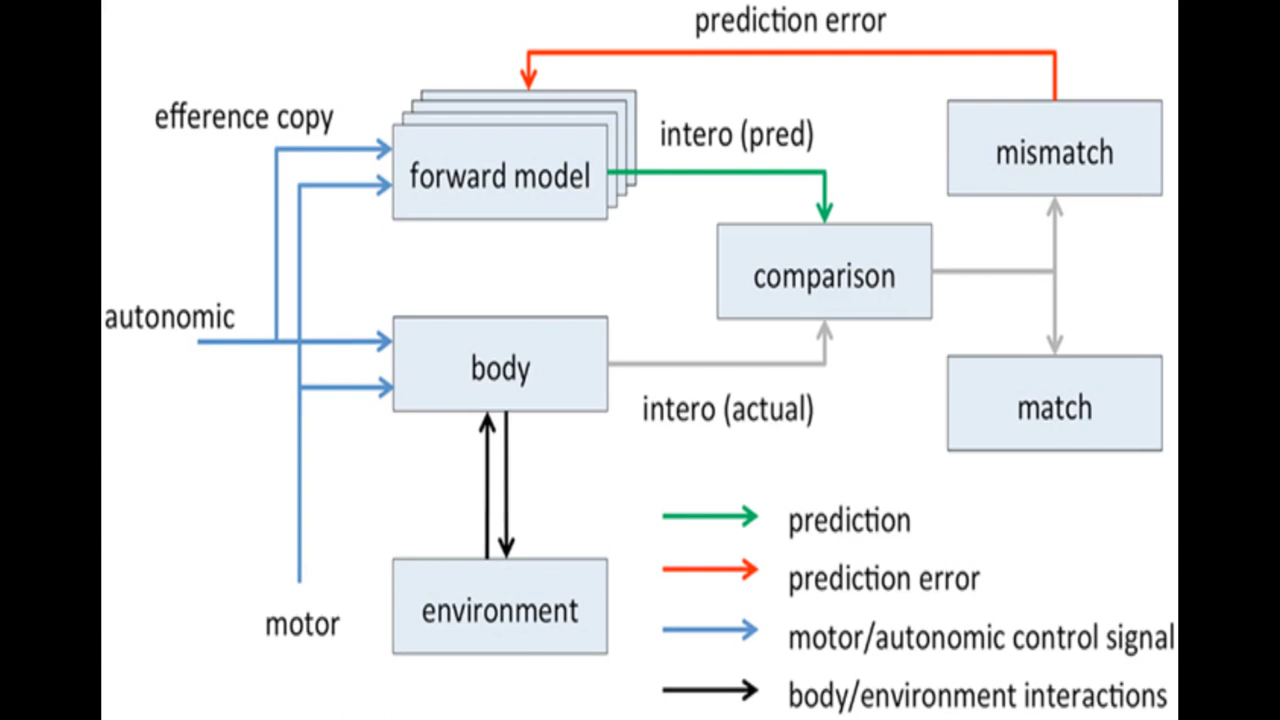 prediction error
efference copy
intero (pred)
forward model
mismatch
comparison
autonomic
body
intero (actual)
match
environment
motor
prediction
prediction error
motor/autonomic control signal
body/environment interactions